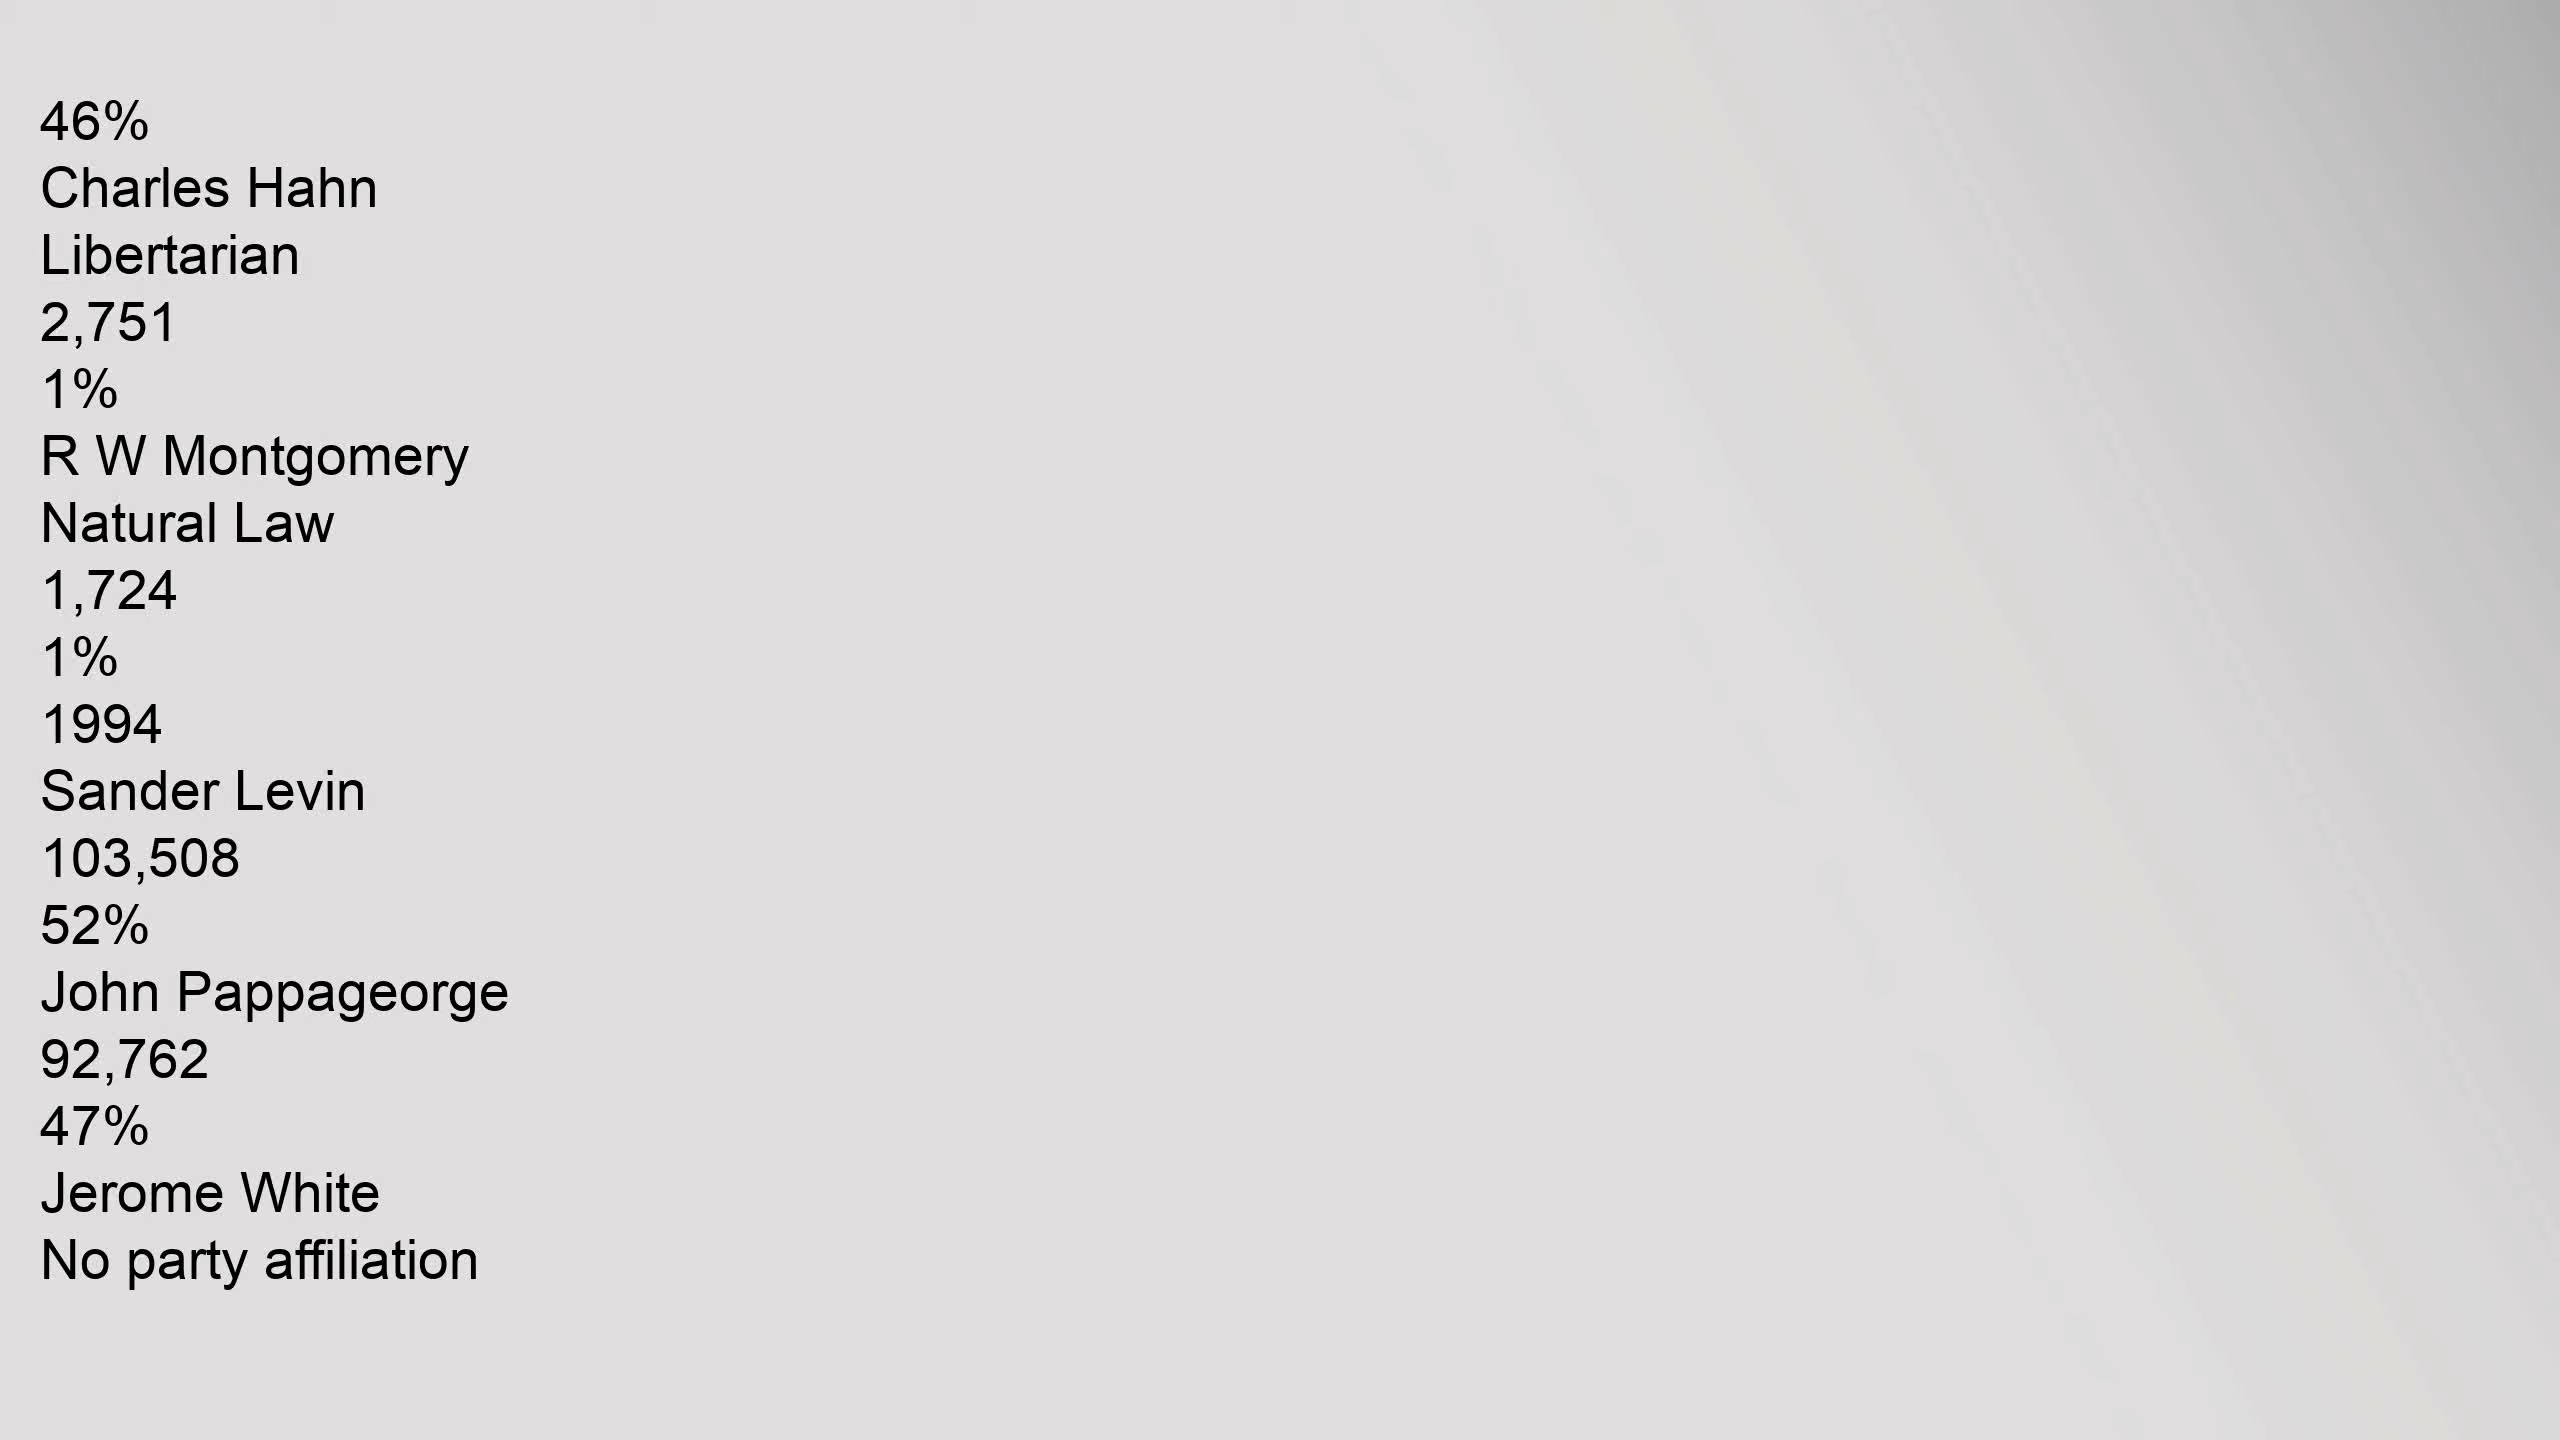 46%
Charles Hahn
Libertarian
2,751
1%
R W Montgomery
Natural Law
1,724
1%
1994
Sander Levin
103,508
52%
John Pappageorge
92,762
47%
Jerome White
No party affiliation